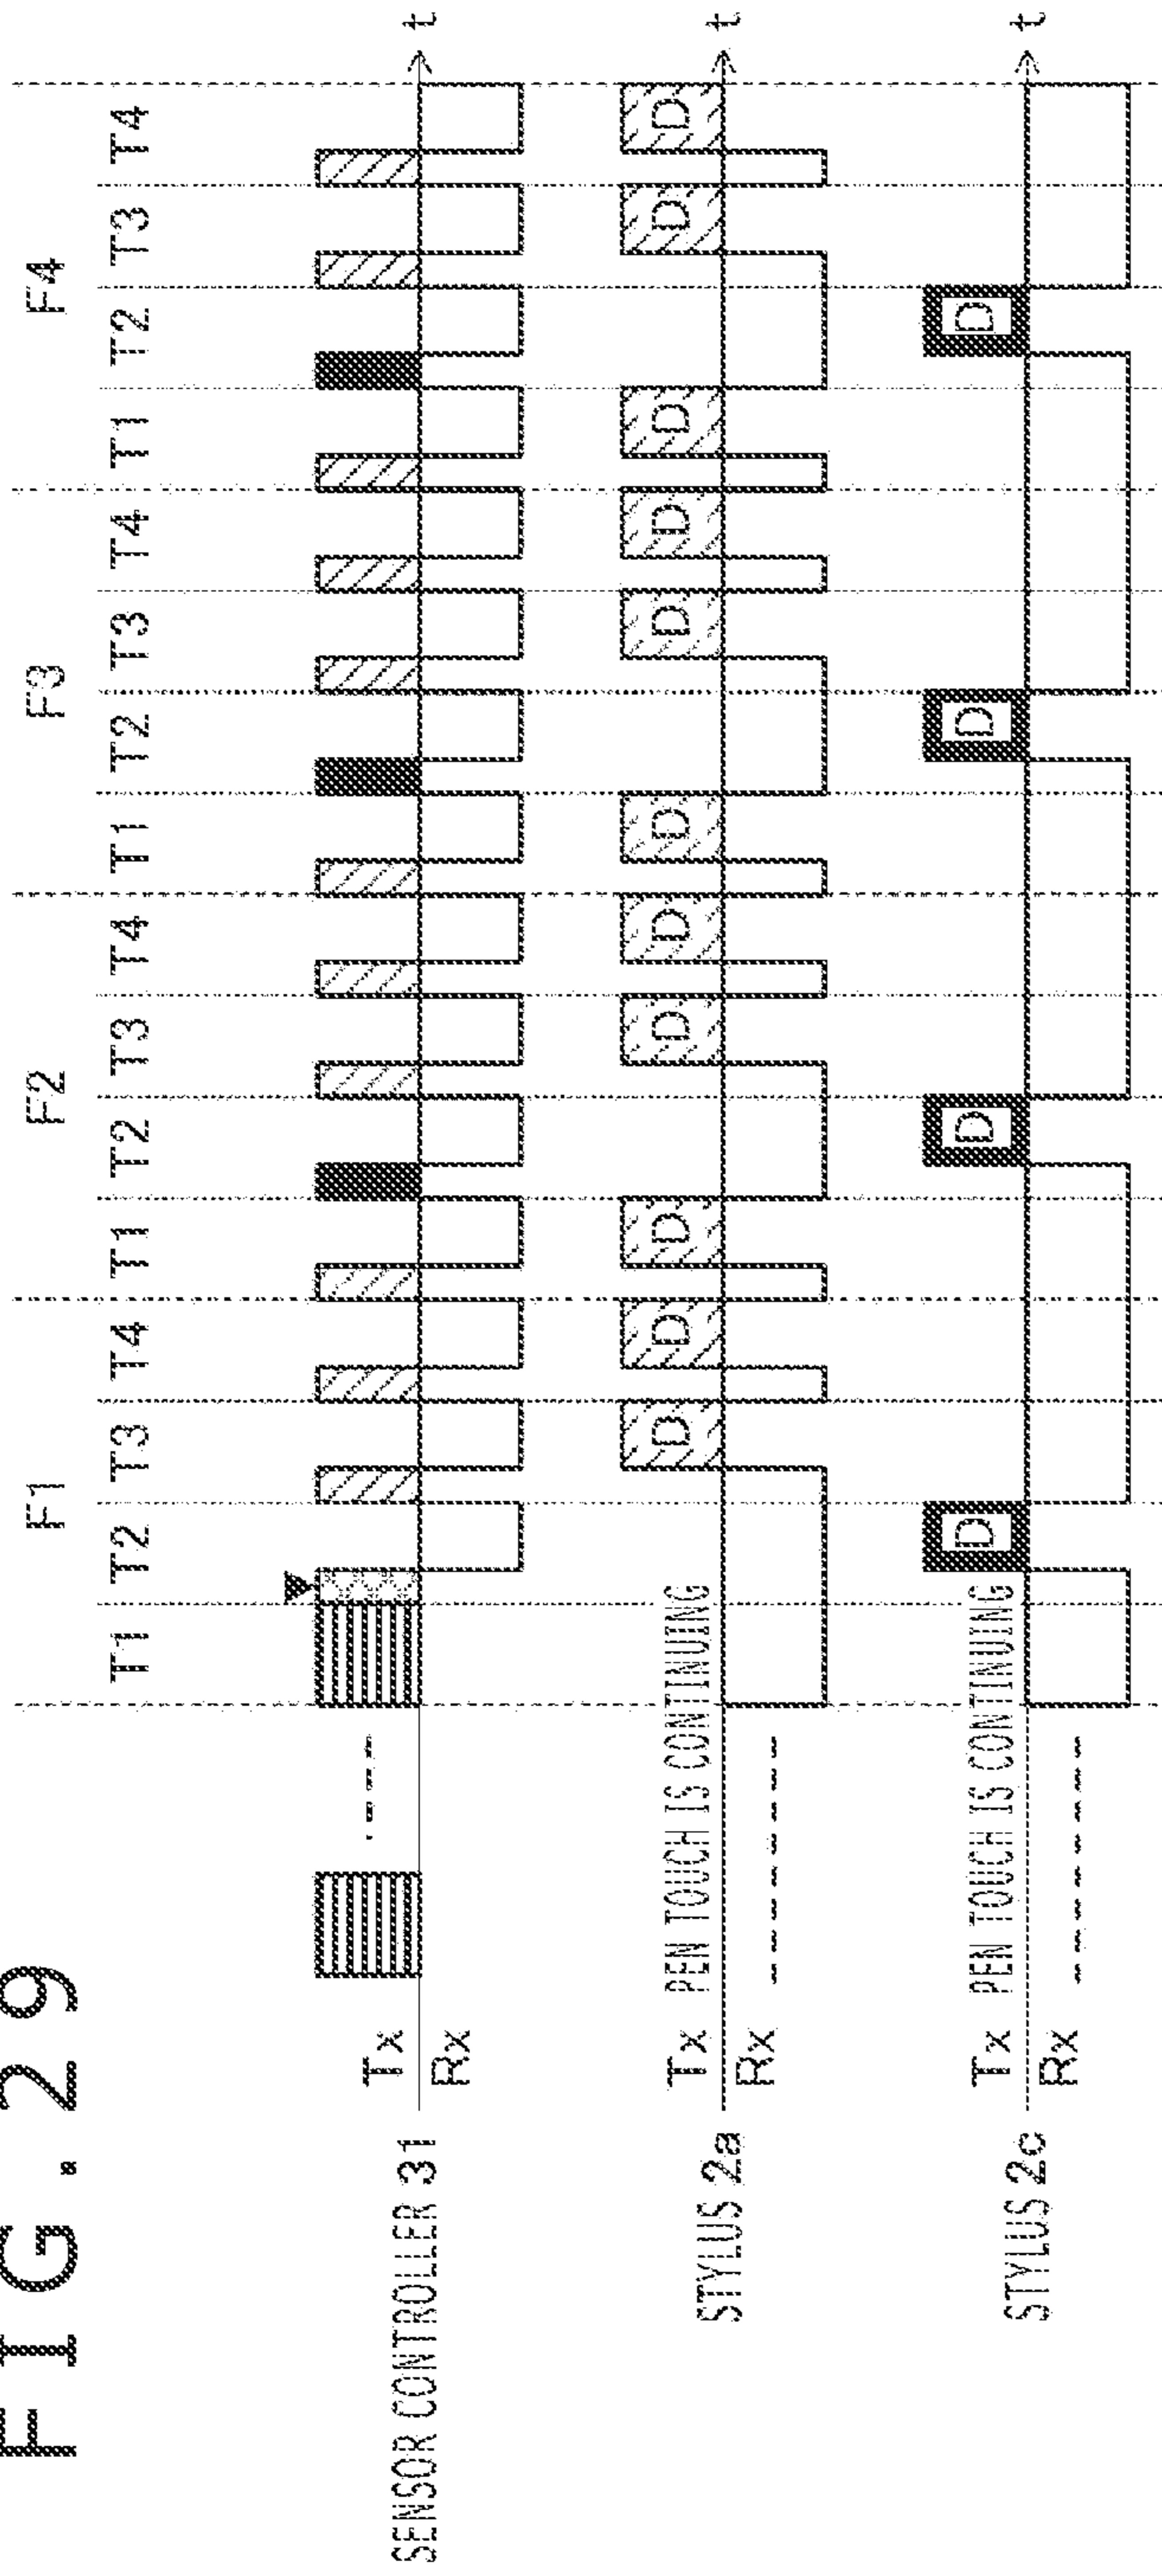 FIG. 29
F1 F2 F3 F4
T1 T2 T3 T4 T1 T2 T3 T4 T1 T2 T3 T4 T1 T2 T3 T4
SENSOR CONTROLLER 31
Tx
Rx
t
STYLUS 2a
Tx PEN TOUCH IS CONTINUING
Rx
D D D D D D D D D D D
t
STYLUS 2c
Tx PEN TOUCH IS CONTINUING
Rx
D D D D
t